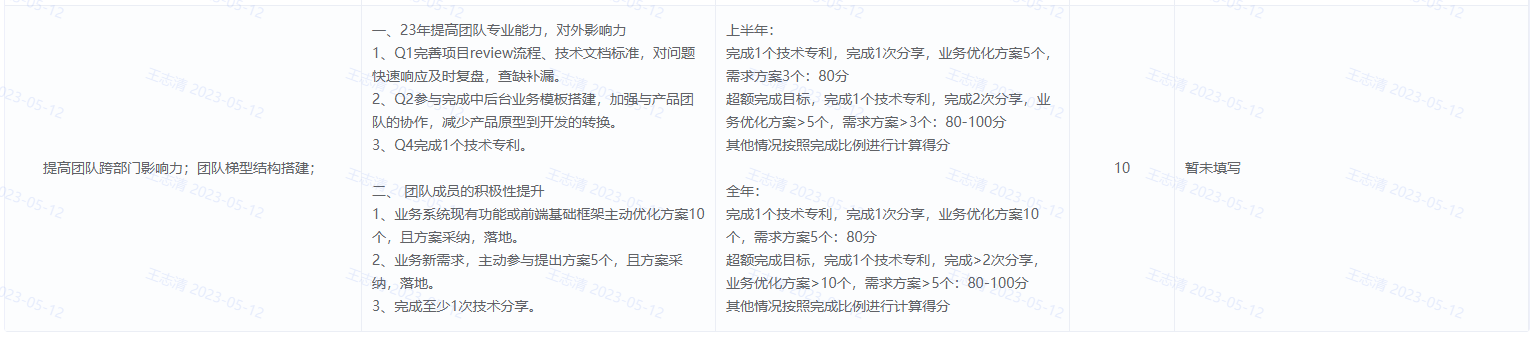 一、23年提高团队专业能力，对外影响力
1、Q1完善项目review流程、技术文档标准，对问题
快速响应及时复盘，查缺补漏。
2、Q2参与完成中后台业务模板搭建，加强与产品团
队的协作，减少产品原型到开发的转换。
3、Q4完成1个技术专利。
二、 团队成员的积极性提升
1、业务系统现有功能或前端基础框架主动优化方案10
个，且方案采纳，落地。
2、业务新需求，主动参与提出方案5个，且方案采
纳，落地。
3、完成至少1次技术分享。
上半年：
完成1个技术专利，完成1次分享，业务优化方案5个，
需求方案3个：80分
超额完成目标，完成1个技术专利，完成2次分享，业
务优化方案>5个，需求方案>3个：80-100分
其他情况按照完成比例进行计算得分
全年：
完成1个技术专利，完成1次分享，业务优化方案10
个，需求方案5个：80分
超额完成目标，完成1个技术专利，完成>2次分享，
业务优化方案>10个，需求方案>5个：80-100分
其他情况按照完成比例进行计算得分
提高团队跨部门影响力；团队梯型结构搭建；
10
暂未填写
王志清 2023-05-12